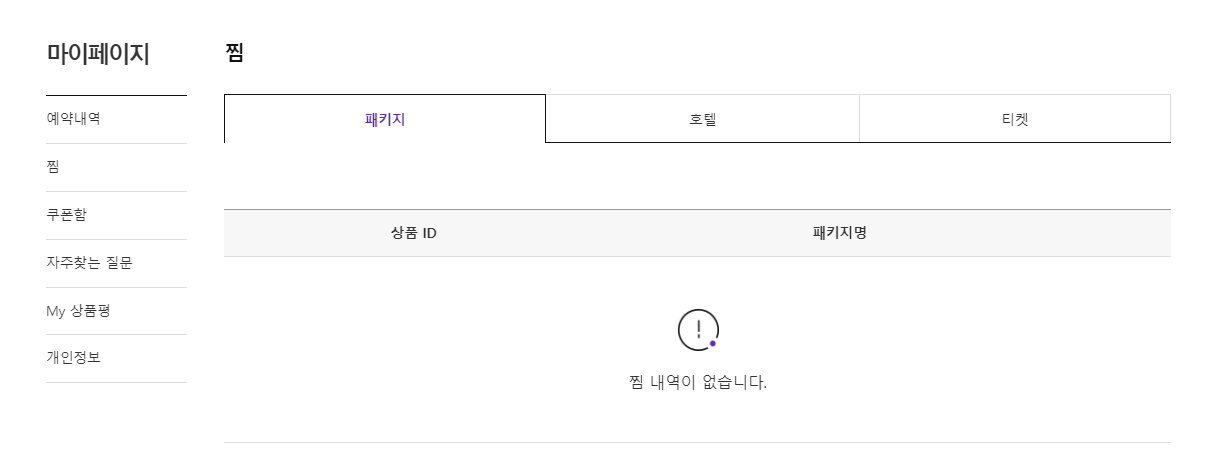 마이페이지
예약내역
찜
쿠폰함
자주찾는 질문
My 상품평
개인정보
찜
패키지 호텔 티켓
상품 ID 패키지명
찜 내역이 없습니다.